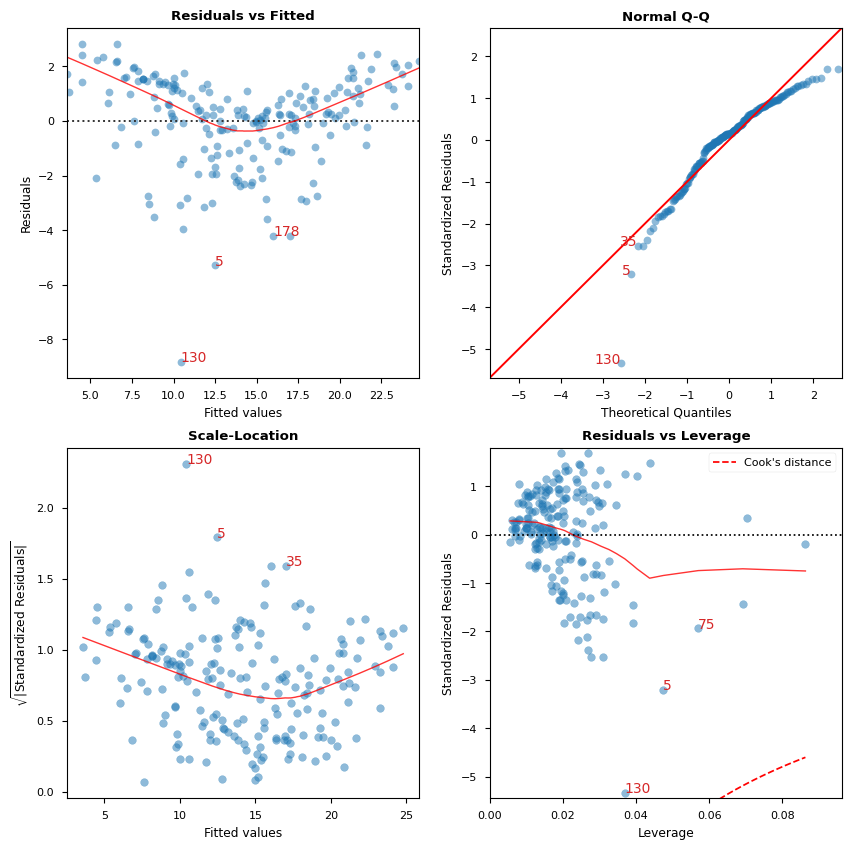 Residuals vs Fitted
Residuals
2
0
−2
−4
−6
−8
178
5
130
5.0 7.5 10.0 12.5 15.0 17.5 20.0 22.5
Fitted values
Normal Q-Q
Standardized Residuals
2
1
0
−1
−2
−3
−4
−5
35
5
130
−5 −4 −3 −2 −1 0 1 2
Theoretical Quantiles
Scale-Location
√|Standardized Residuals|
2.0
1.5
1.0
0.5
0.0
130
5
35
5 10 15 20 25
Fitted values
Residuals vs Leverage
Cook's distance
Standardized Residuals
1
0
−1
−2
−3
−4
−5
75
5
130
0.00 0.02 0.04 0.06 0.08
Leverage